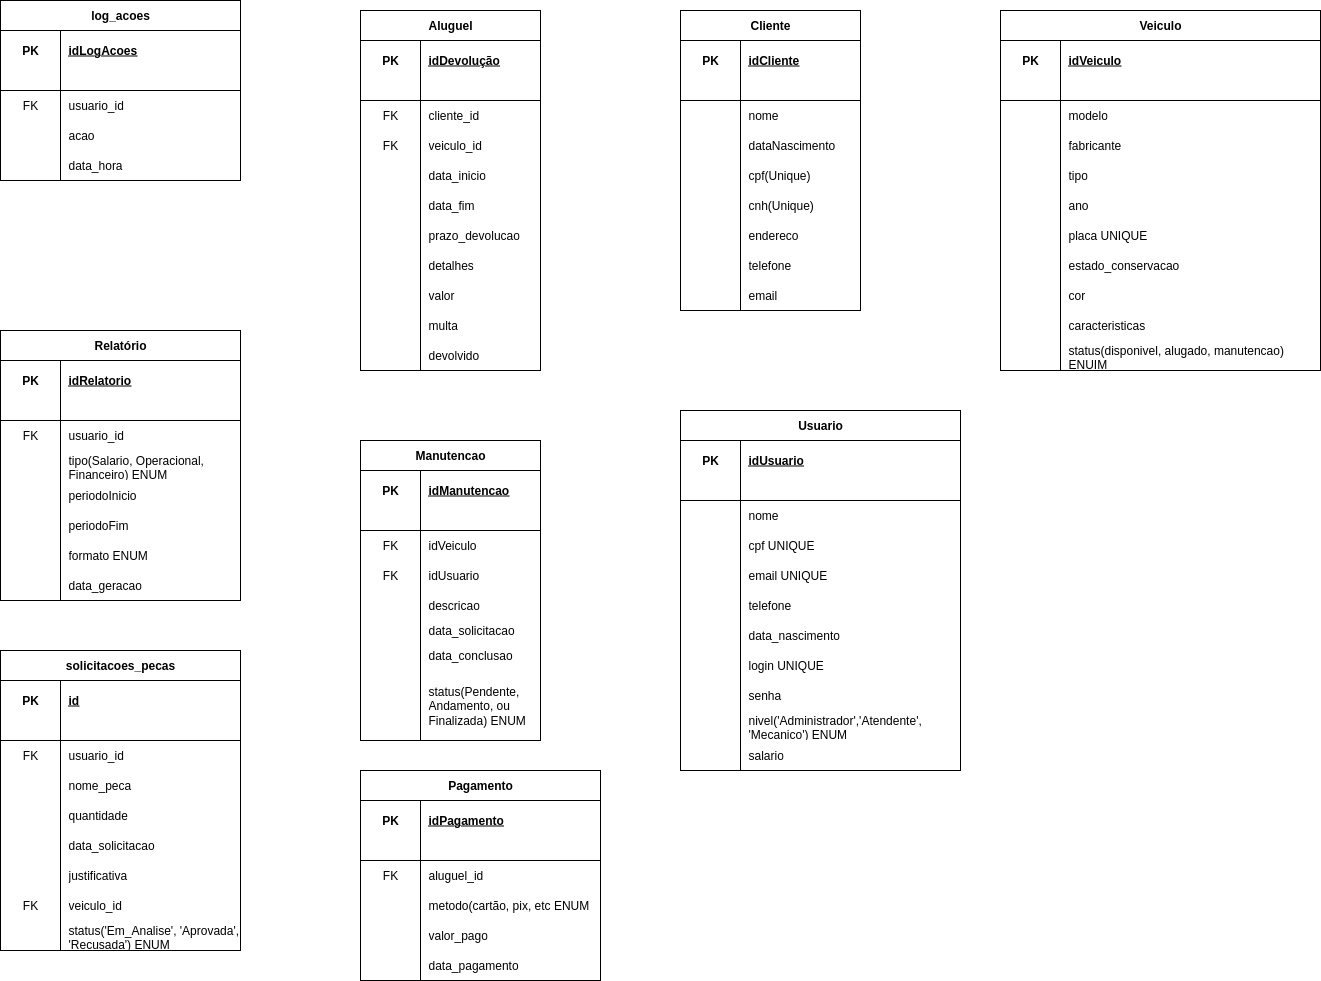 log_acoes
PK idLogAcoes
FK usuario_id
acao
data_hora
Aluguel
PK idDevolução
FK cliente_id
FK veiculo_id
data_inicio
data_fim
prazo_devolucao
detalhes
valor
multa
devolvido
Cliente
PK idCliente
nome
dataNascimento
cpf(Unique)
cnh(Unique)
endereco
telefone
email
Veiculo
PK idVeiculo
modelo
fabricante
tipo
ano
placa UNIQUE
estado_conservacao
cor
caracteristicas
status(disponivel, alugado, manutencao)
ENUIM
Relatório
PK idRelatorio
FK usuario_id
tipo(Salario, Operacional,
Financeiro) ENUM
periodoInicio
periodoFim
formato ENUM
data_geracao
Manutencao
PK idManutencao
FK idVeiculo
FK idUsuario
descricao
data_solicitacao
data_conclusao
status(Pendente,
Andamento, ou
Finalizada) ENUM
Usuario
PK idUsuario
nome
cpf UNIQUE
email UNIQUE
telefone
data_nascimento
login UNIQUE
senha
nivel('Administrador','Atendente',
'Mecanico') ENUM
salario
solicitacoes_pecas
PK id
FK usuario_id
nome_peca
quantidade
data_solicitacao
justificativa
FK veiculo_id
status('Em_Analise', 'Aprovada',
'Recusada') ENUM
Pagamento
PK idPagamento
FK aluguel_id
metodo(cartão, pix, etc ENUM
valor_pago
data_pagamento